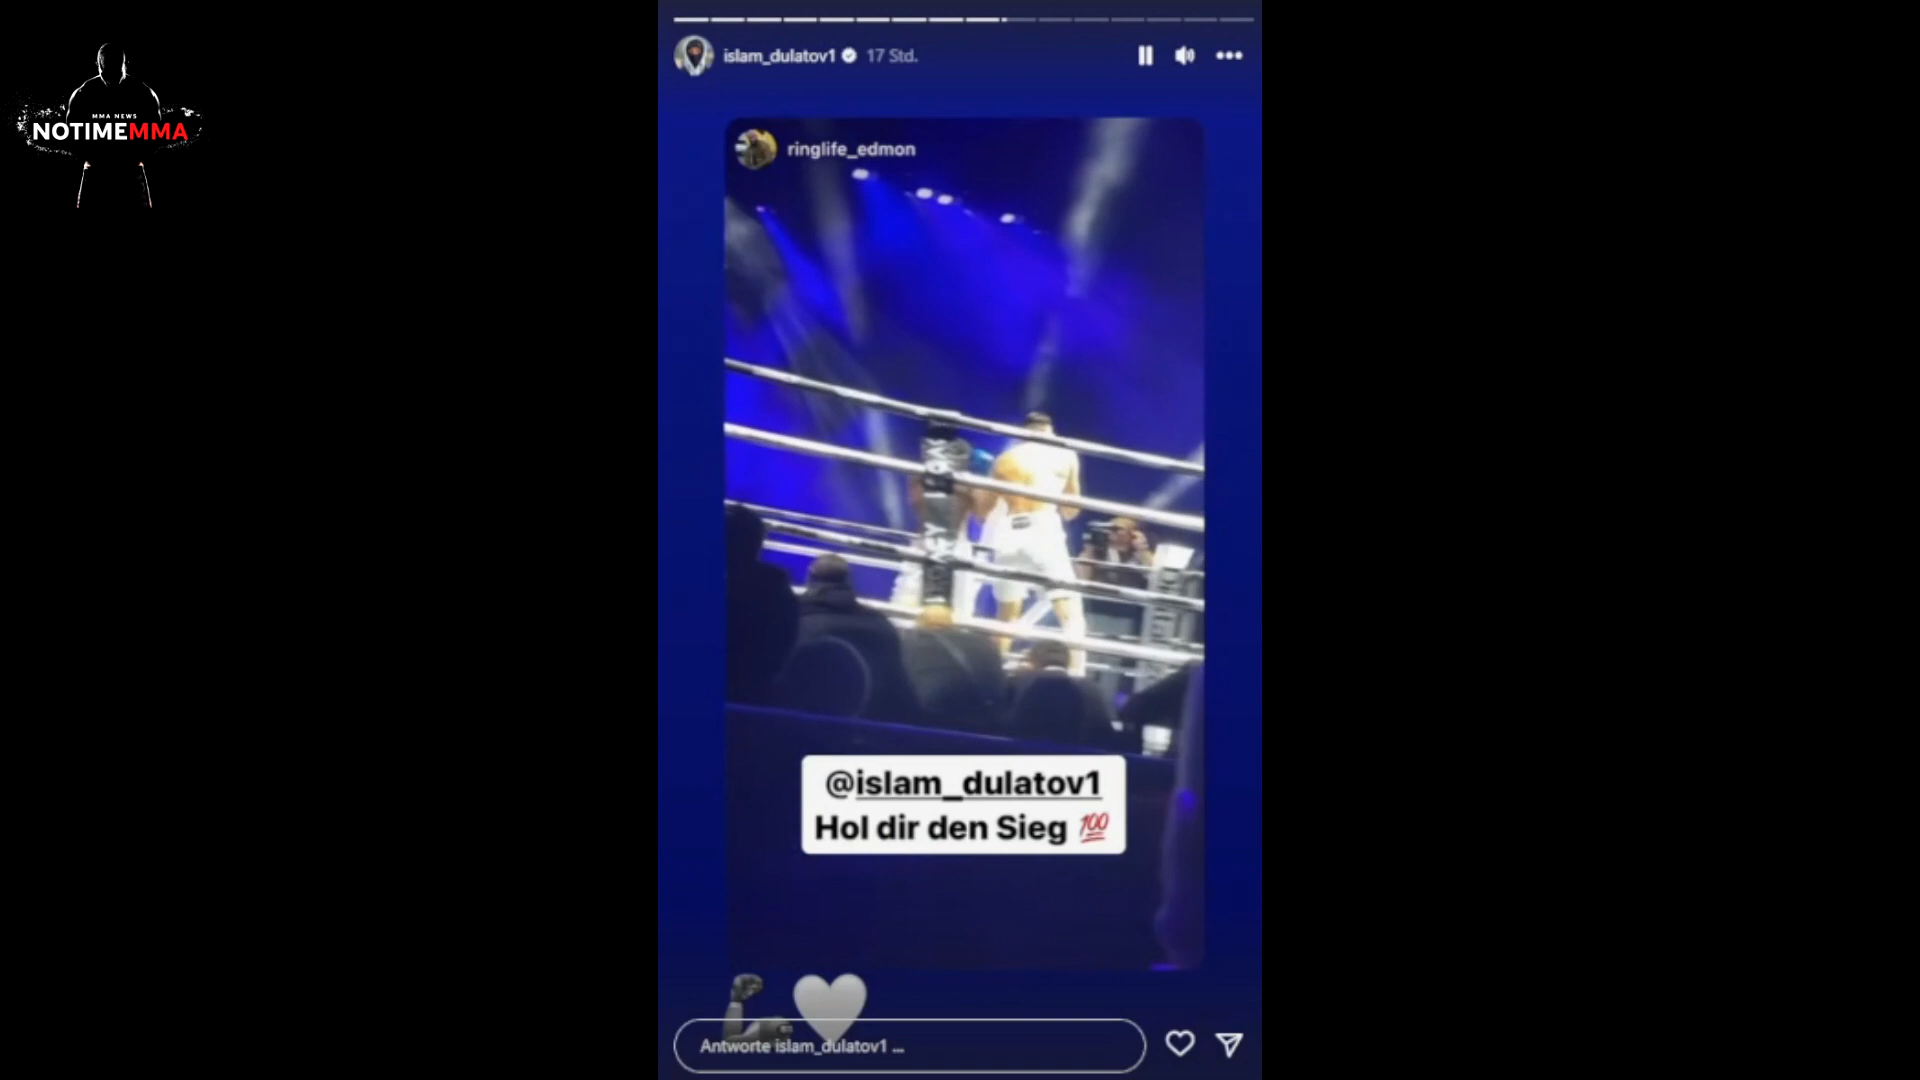 MMA NEWS
NOTIMEMMA
islam_dulatov1 17 Std.
ringlife_edmon
@islam_dulatov1
Hol dir den Sieg 💯
Antworte islam_dulatov1 ...